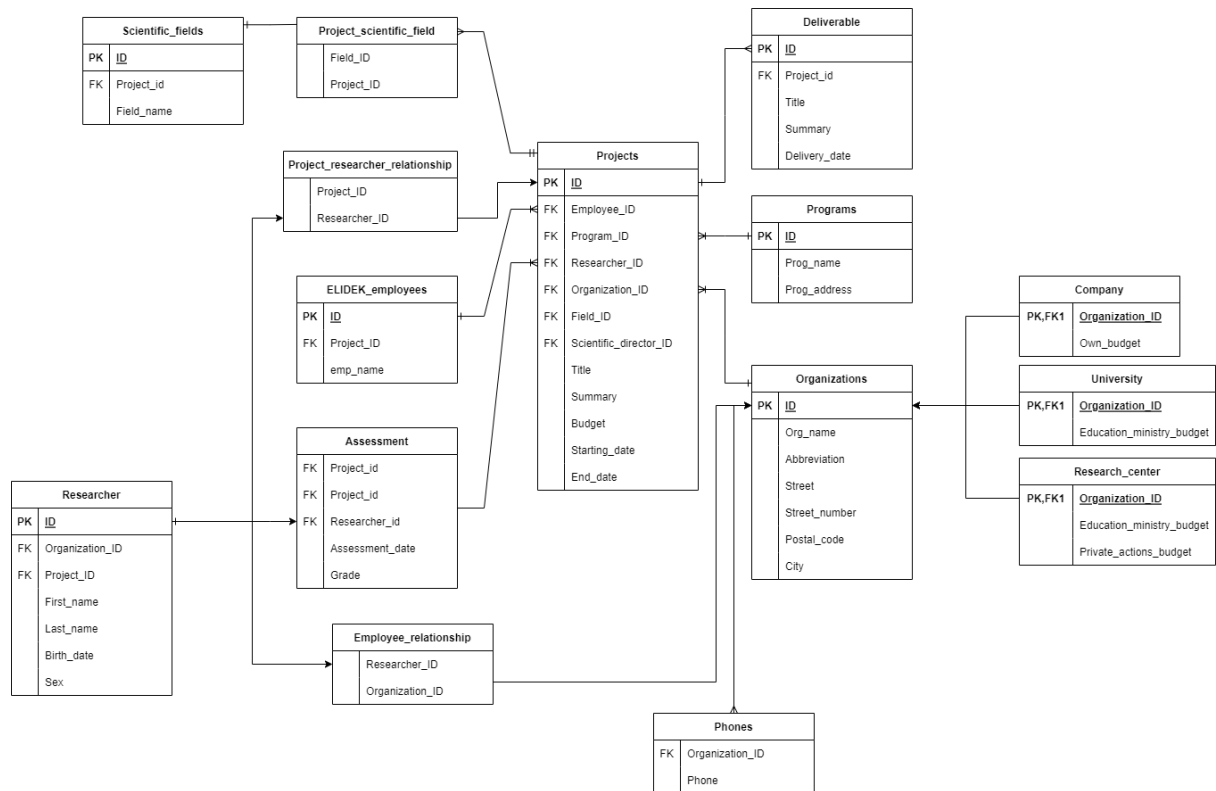 Scientific_fields
PK ID
FK Project_id
Field_name
Project_scientific_field
Field_ID
Project_ID
Deliverable
PK ID
FK Project_id
Title
Summary
Delivery_date
Project_researcher_relationship
Project_ID
Researcher_ID
Projects
PK ID
FK Employee_ID
FK Program_ID
FK Researcher_ID
FK Organization_ID
FK Field_ID
FK Scientific_director_ID
Title
Summary
Budget
Starting_date
End_date
Programs
PK ID
Prog_name
Prog_address
ELIDEK_employees
PK ID
FK Project_ID
emp_name
Company
PK,FK1 Organization_ID
Own_budget
Organizations
PK ID
Org_name
Abbreviation
Street
Street_number
Postal_code
City
University
PK,FK1 Organization_ID
Education_ministry_budget
Research_center
PK,FK1 Organization_ID
Education_ministry_budget
Private_actions_budget
Assessment
FK Project_id
FK Project_id
FK Researcher_id
Assessment_date
Grade
Researcher
PK ID
FK Organization_ID
FK Project_ID
First_name
Last_name
Birth_date
Sex
Employee_relationship
Researcher_ID
Organization_ID
Phones
FK Organization_ID
Phone